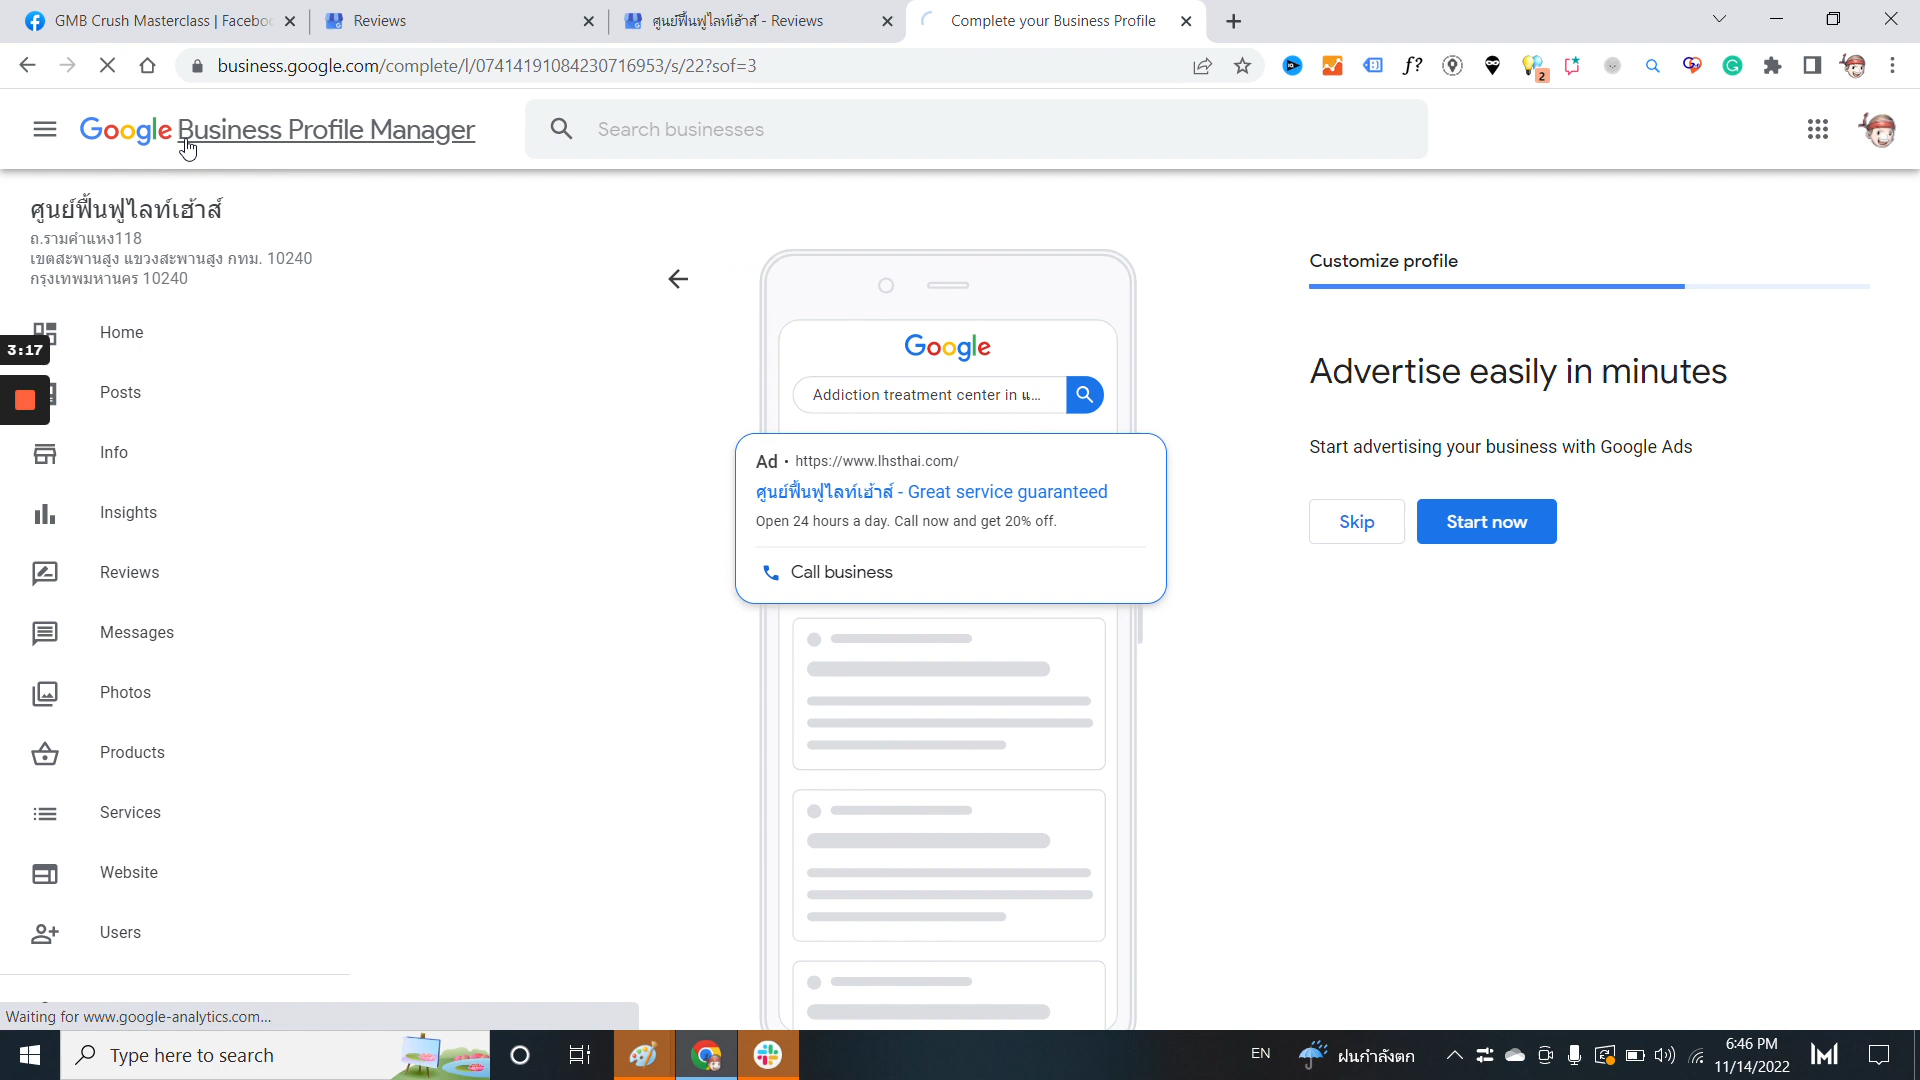 GMB Crush Masterclass | Facebo
Reviews
ศูนย์ฟื้นฟูไลท์เฮ้าส์ - Reviews
Complete your Business Profile
business.google.com/complete/l/07414191084230716953/s/22?sof=3
f?
2
Google Business Profile Manager
Search businesses
ศูนย์ฟื้นฟูไลท์เฮ้าส์
ถ.รามคำแหง118
เขตสะพานสูง แขวงสะพานสูง กทม. 10240
กรุงเทพมหานคร 10240
Home
3:17
Posts
Info
Insights
Reviews
Messages
Photos
Products
Services
Website
Users
Google
Addiction treatment center in แ...
Ad · https://www.lhsthai.com/
ศูนย์ฟื้นฟูไลท์เฮ้าส์ - Great service guaranteed
Open 24 hours a day. Call now and get 20% off.
Call business
Customize profile
Advertise easily in minutes
Start advertising your business with Google Ads
Skip
Start now
Waiting for www.google-analytics.com...
Type here to search
EN
ฝนกำลังตก
6:46 PM
11/14/2022